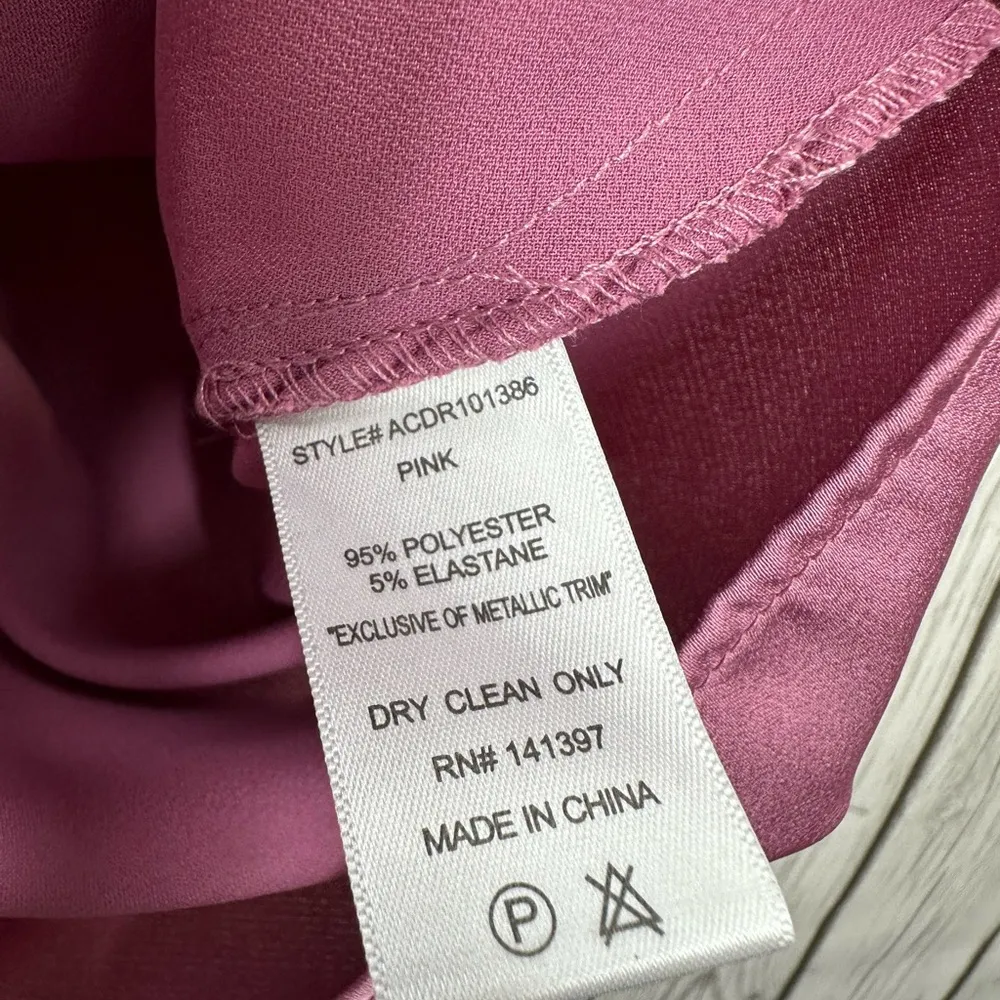 STYLE# ACDR101386
PINK
95% POLYESTER
5% ELASTANE
"EXCLUSIVE OF METALLIC TRIM"
DRY CLEAN ONLY
RN# 141397
MADE IN CHINA
P